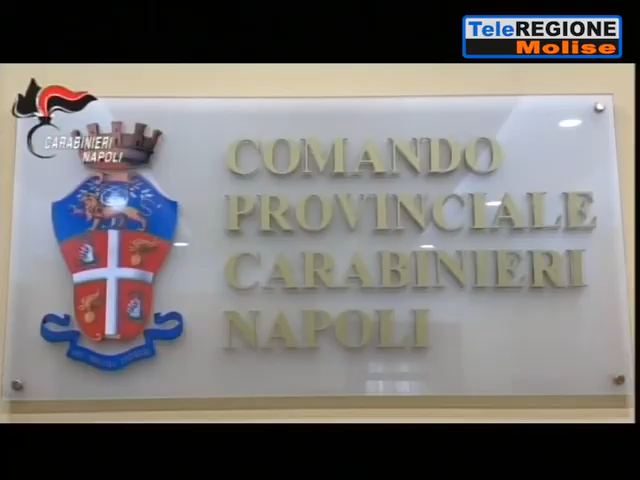 TeleREGIONE
Molise
CARABINIERI
NAPOLI
COMANDO
PROVINCIALE
CARABINIERI
NAPOLI